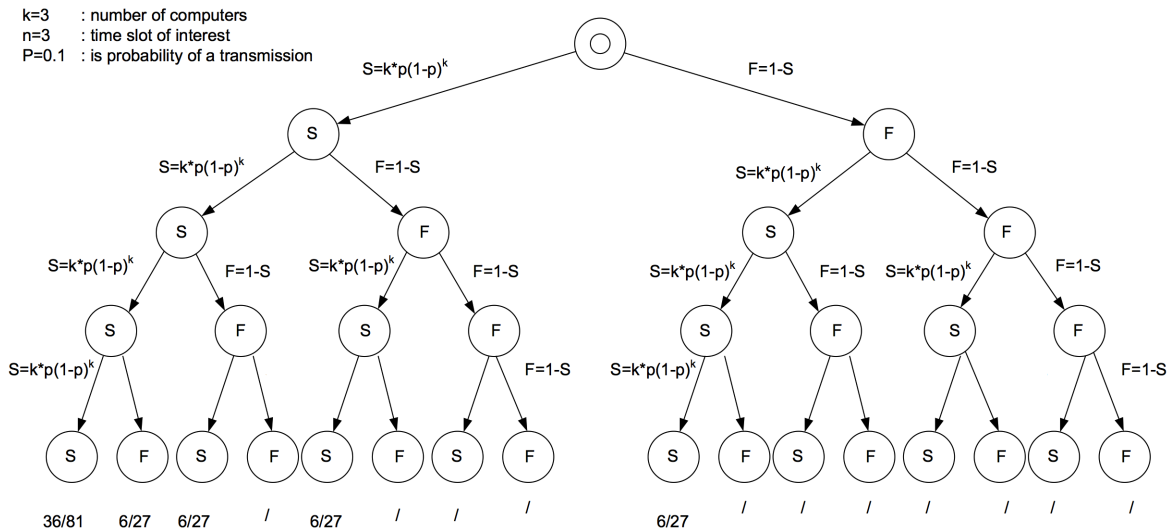 k=3 : number of computers
n=3 : time slot of interest
P=0.1 : is probability of a transmission
S=k*p(1-p)^k F=1-S
S F
S=k*p(1-p)^k F=1-S S=k*p(1-p)^k F=1-S
S F S F
S=k*p(1-p)^k F=1-S S=k*p(1-p)^k F=1-S S=k*p(1-p)^k F=1-S S=k*p(1-p)^k F=1-S
S F S F S F S F
S=k*p(1-p)^k F=1-S S=k*p(1-p)^k F=1-S
S F S F S F S F S F S F S F S F
36/81 6/27 6/27 / 6/27 / / / 6/27 / / / / / / /